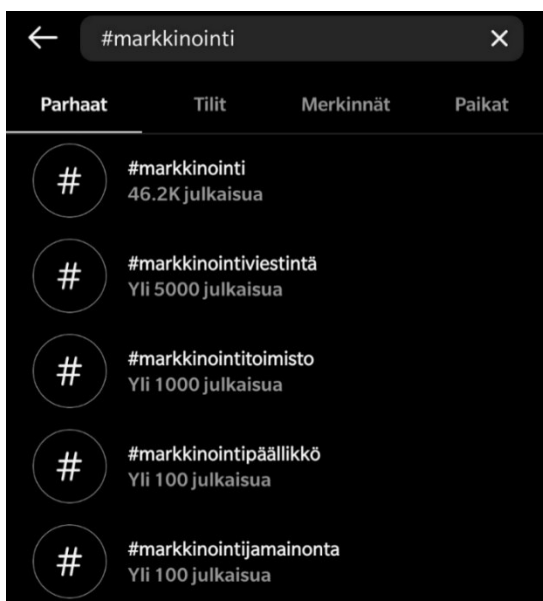 #markkinointi
Parhaat Tilit Merkinnät Paikat
#markkinointi
46.2K julkaisua
#markkinointiviestintä
Yli 5000 julkaisua
#markkinointitoimisto
Yli 1000 julkaisua
#markkinointipäällikkö
Yli 100 julkaisua
#markkinointijamainonta
Yli 100 julkaisua